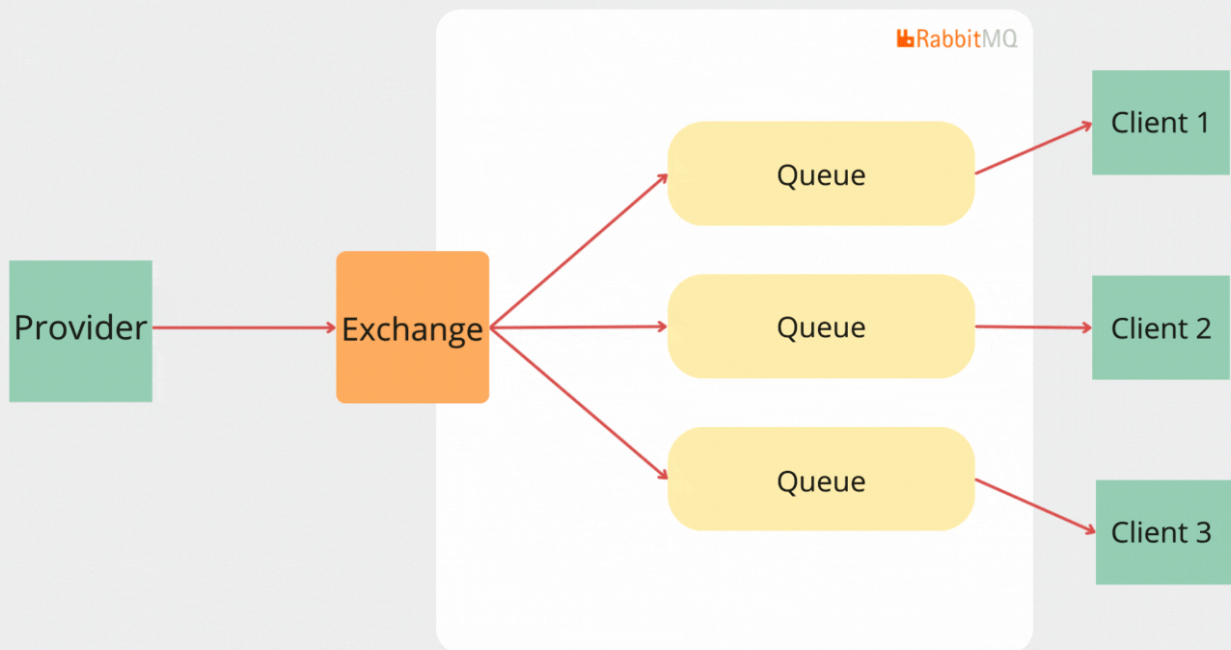 RabbitMQ
Client 1
Queue
Provider
Exchange
Queue
Client 2
Queue
Client 3